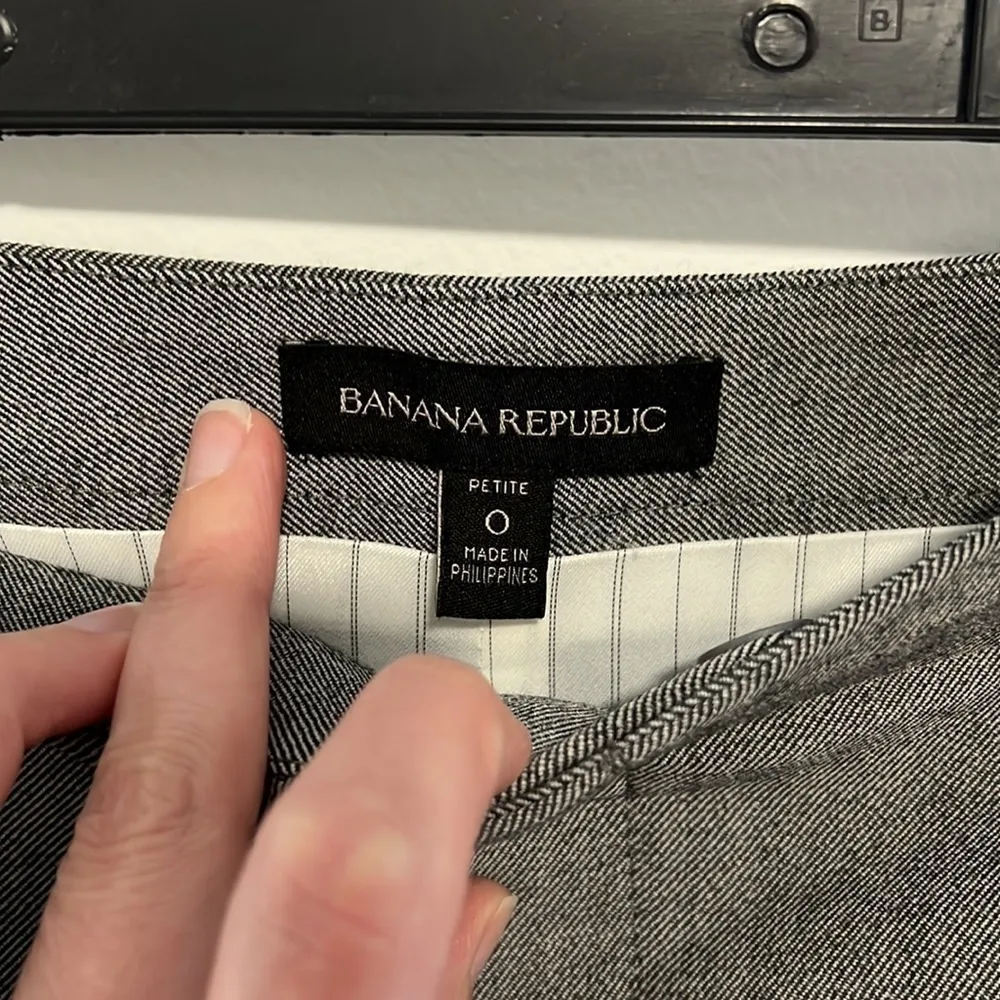 B
BANANA REPUBLIC
PETITE
0
MADE IN
PHILIPPINES